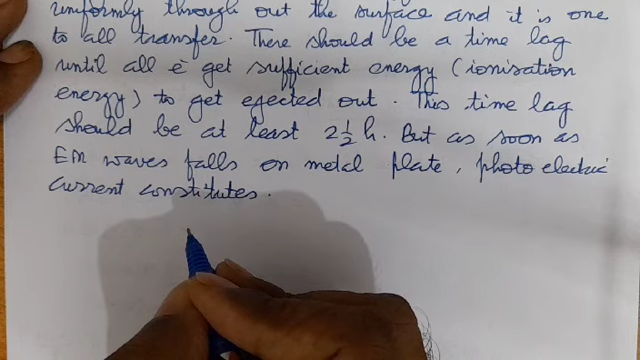 uniformly through out the surface and it is one
to all transfer. There should be a time lag
until all e⁻ get sufficient energy (ionisation
energy) to get ejected out. This time lag
should be at least 2½ h. But as soon as
EM waves falls on metal plate, photo electric
current constitutes.